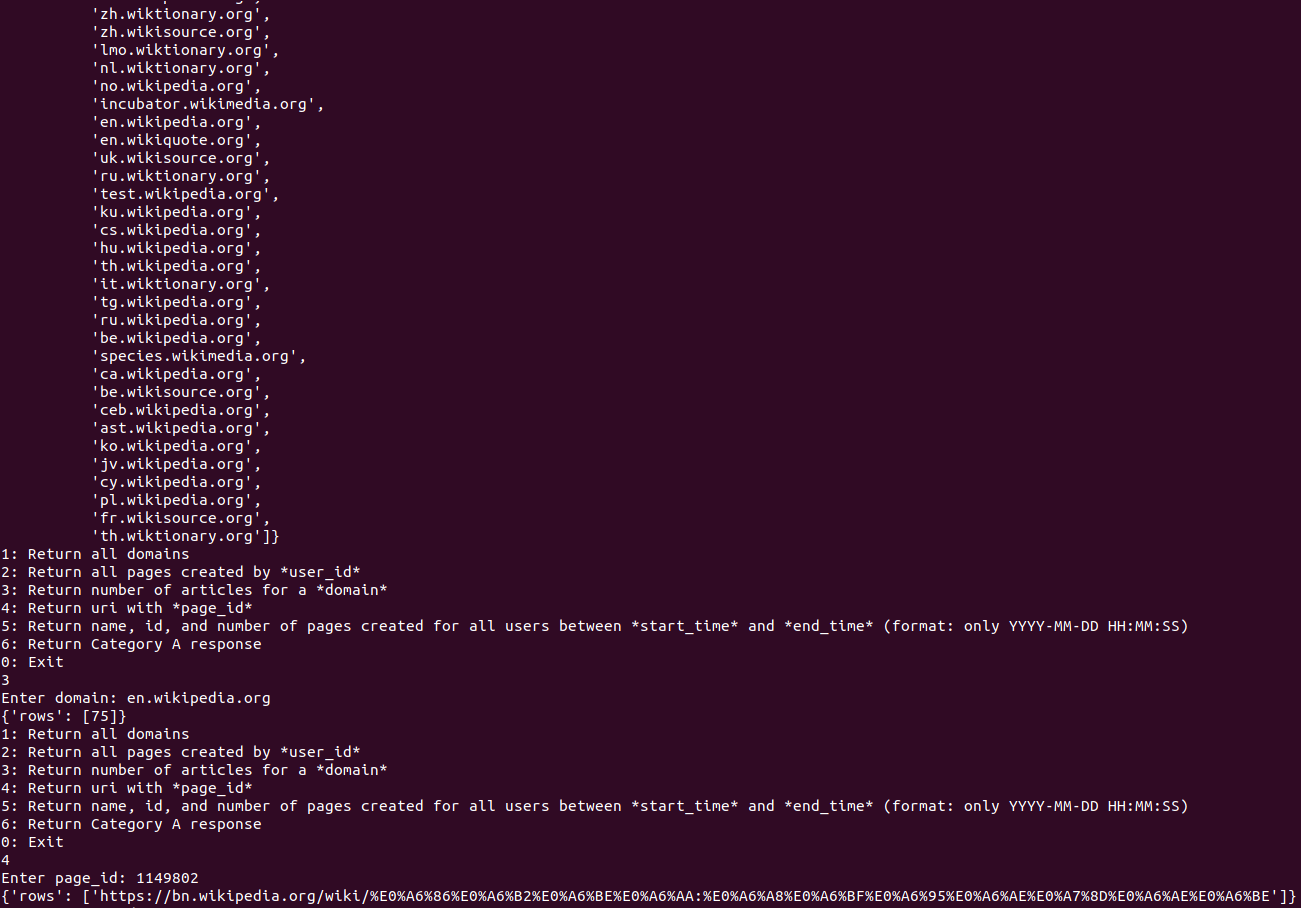 'zh.wiktionary.org',
'zh.wikisource.org',
'lmo.wiktionary.org',
'nl.wiktionary.org',
'no.wikipedia.org',
'incubator.wikimedia.org',
'en.wikipedia.org',
'en.wikiquote.org',
'uk.wikisource.org',
'ru.wiktionary.org',
'test.wikipedia.org',
'ku.wikipedia.org',
'cs.wikipedia.org',
'hu.wikipedia.org',
'th.wikipedia.org',
'it.wiktionary.org',
'tg.wikipedia.org',
'ru.wikipedia.org',
'be.wikipedia.org',
'species.wikimedia.org',
'ca.wikipedia.org',
'be.wikisource.org',
'ceb.wikipedia.org',
'ast.wikipedia.org',
'ko.wikipedia.org',
'jv.wikipedia.org',
'cy.wikipedia.org',
'pl.wikipedia.org',
'fr.wikisource.org',
'th.wiktionary.org']}
1: Return all domains
2: Return all pages created by *user_id*
3: Return number of articles for a *domain*
4: Return uri with *page_id*
5: Return name, id, and number of pages created for all users between *start_time* and *end_time* (format: only YYYY-MM-DD HH:MM:SS)
6: Return Category A response
0: Exit
3
Enter domain: en.wikipedia.org
{'rows': [75]}
1: Return all domains
2: Return all pages created by *user_id*
3: Return number of articles for a *domain*
4: Return uri with *page_id*
5: Return name, id, and number of pages created for all users between *start_time* and *end_time* (format: only YYYY-MM-DD HH:MM:SS)
6: Return Category A response
0: Exit
4
Enter page_id: 1149802
{'rows': ['https://bn.wikipedia.org/wiki/%E0%A6%86%E0%A6%B2%E0%A6%BE%E0%A6%AA:%E0%A6%A8%E0%A6%BF%E0%A6%95%E0%A6%AE%E0%A7%8D%E0%A6%AE%E0%A6%BE']}